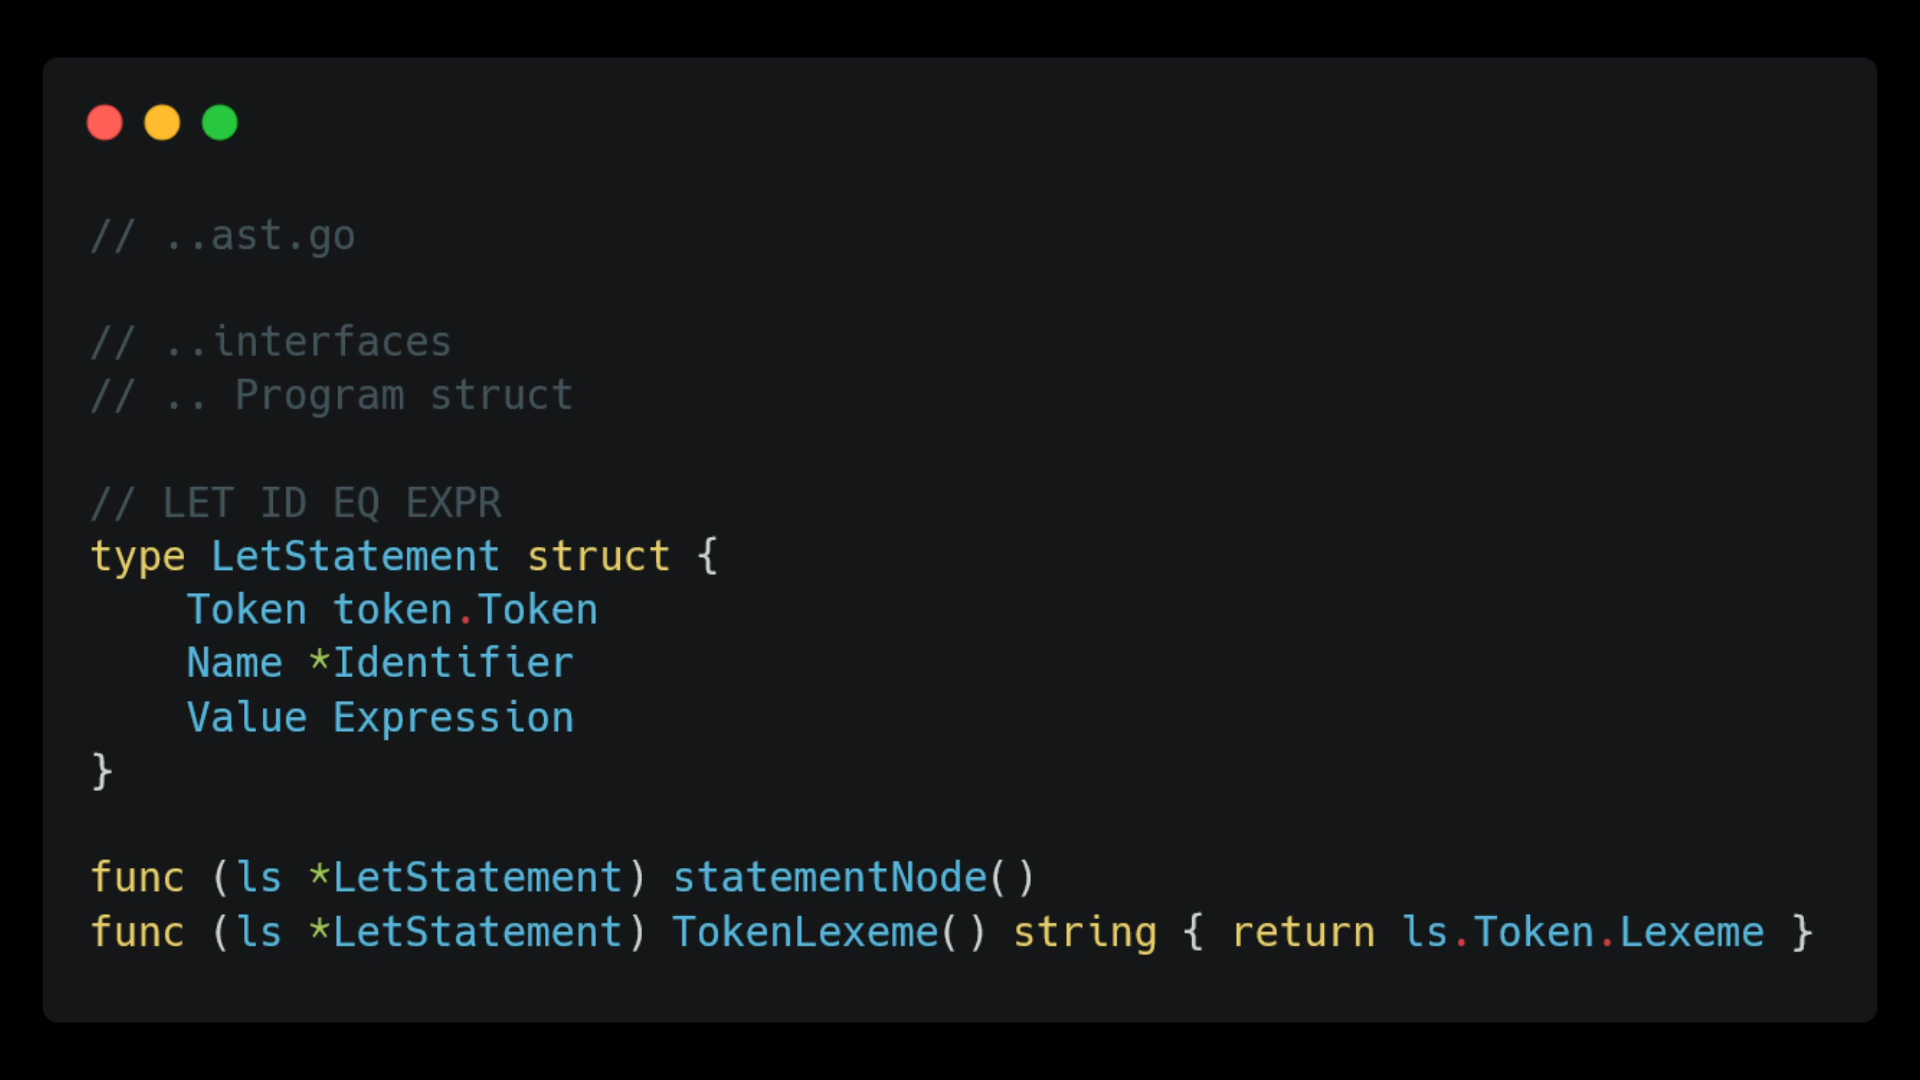 // ..ast.go
// ..interfaces
// .. Program struct
// LET ID EQ EXPR
type LetStatement struct {
    Token token.Token
    Name *Identifier
    Value Expression
}
func (ls *LetStatement) statementNode()
func (ls *LetStatement) TokenLexeme() string { return ls.Token.Lexeme }